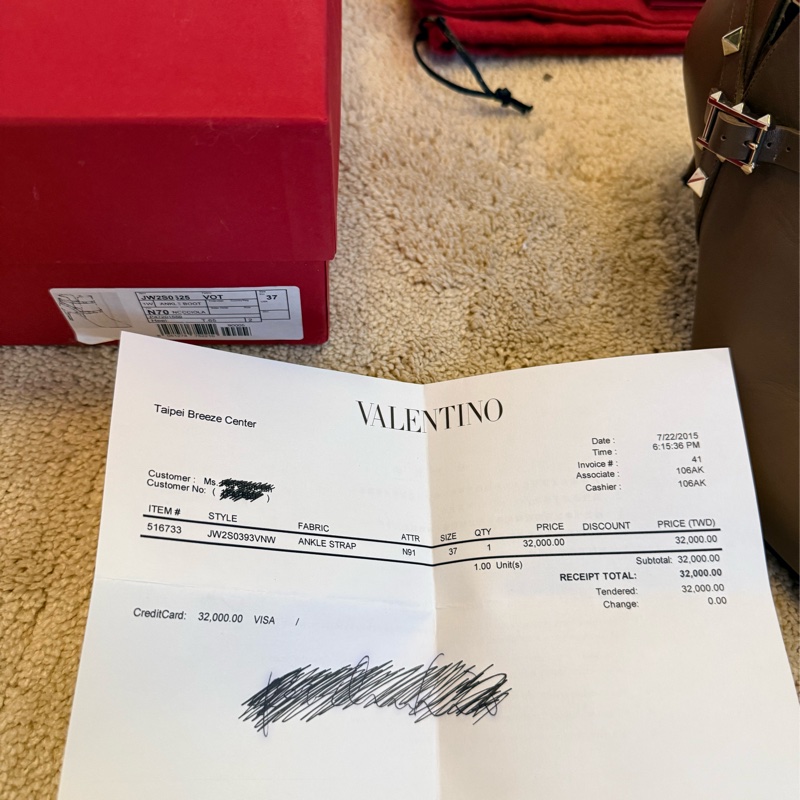 JW2S0125 VOT 37
ANKLE BOOT
N70 NOCCIOLA
Taipei Breeze Center
VALENTINO
Date : 7/22/2015
Time : 6:15:36 PM
Invoice # : 41
Associate : 106AK
Cashier : 106AK
Customer : Ms.
Customer No: ( )
ITEM # STYLE FABRIC ATTR SIZE QTY PRICE DISCOUNT PRICE (TWD)
516733 JW2S0393VNW ANKLE STRAP N91 37 1 32,000.00 32,000.00
1.00 Unit(s) Subtotal: 32,000.00
RECEIPT TOTAL: 32,000.00
Tendered: 32,000.00
Change: 0.00
CreditCard: 32,000.00 VISA /